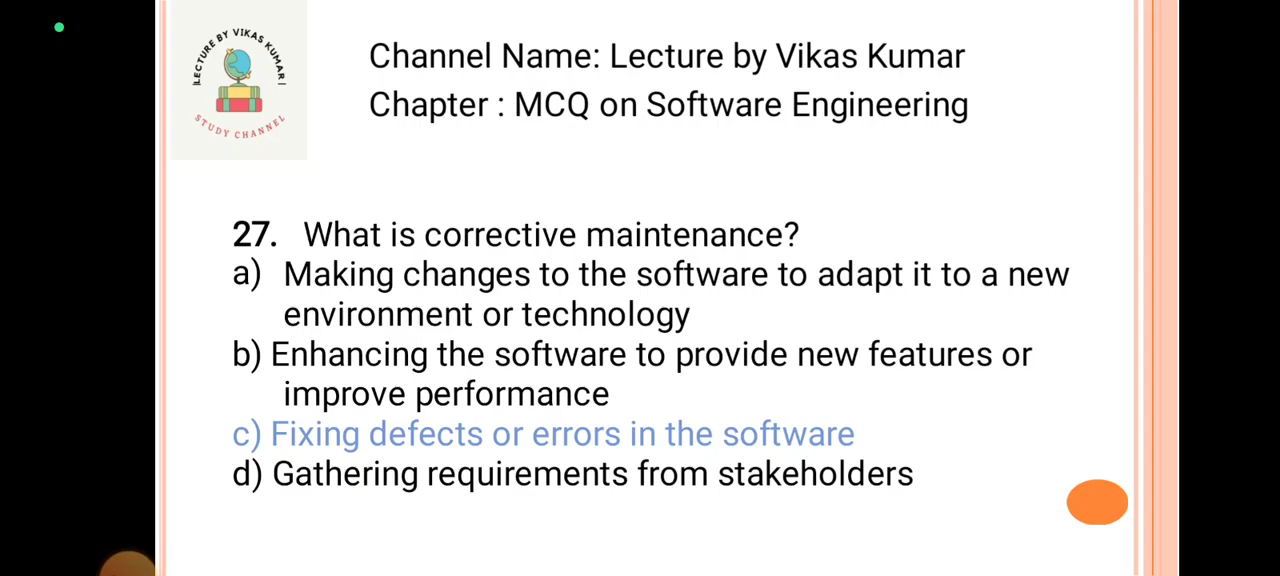 LECTURE BY VIKAS KUMAR
STUDY CHANNEL
Channel Name: Lecture by Vikas Kumar
Chapter : MCQ on Software Engineering
27. What is corrective maintenance?
a) Making changes to the software to adapt it to a new
environment or technology
b) Enhancing the software to provide new features or
improve performance
c) Fixing defects or errors in the software
d) Gathering requirements from stakeholders